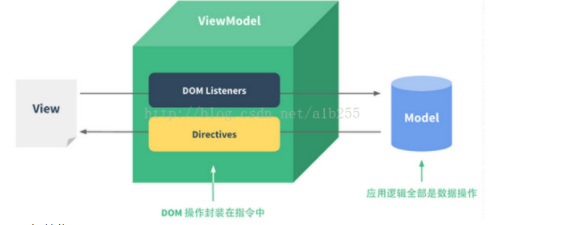 ViewModel
DOM Listeners
View
http://blog.csdn.net/a1b255
Model
Directives
应用逻辑全部是数据操作
DOM 操作封装在指令中